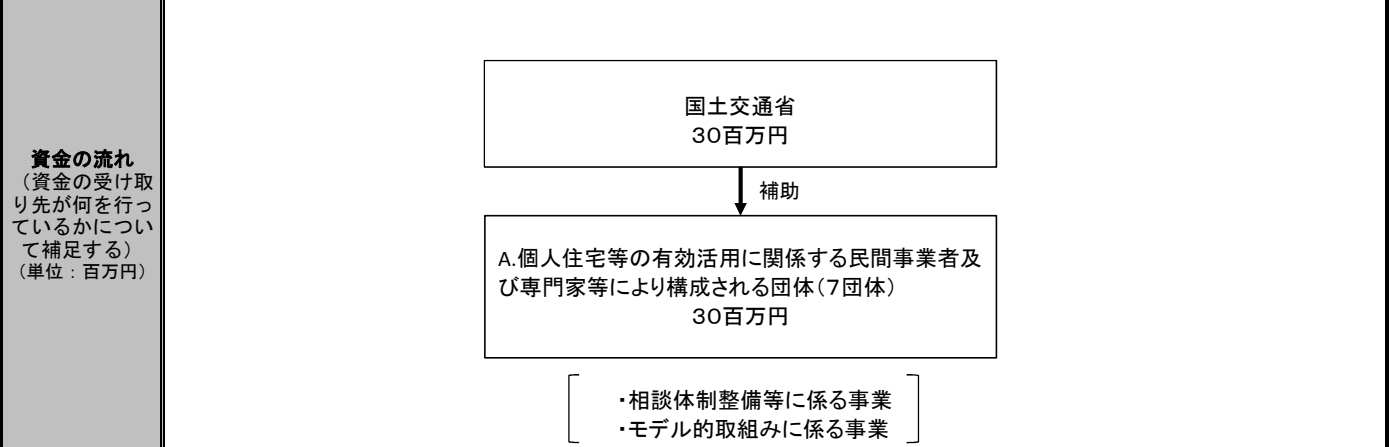 資金の流れ
（資金の受け取
り先が何を行っ
ているかについ
て補足する）
（単位：百万円）
国土交通省
３０百万円
補助
A.個人住宅等の有効活用に関係する民間事業者及
び専門家等により構成される団体（７団体）
３０百万円
・相談体制整備等に係る事業
・モデル的取組みに係る事業